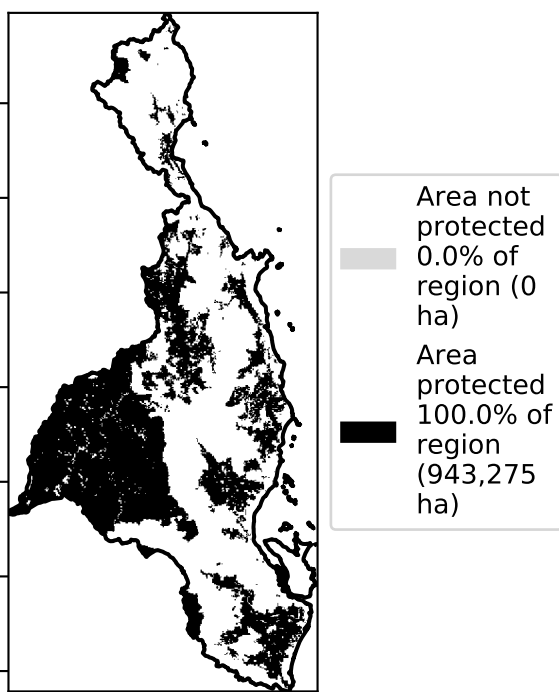 Area not
protected
0.0% of
region (0
ha)
Area
protected
100.0% of
region
(943,275
ha)